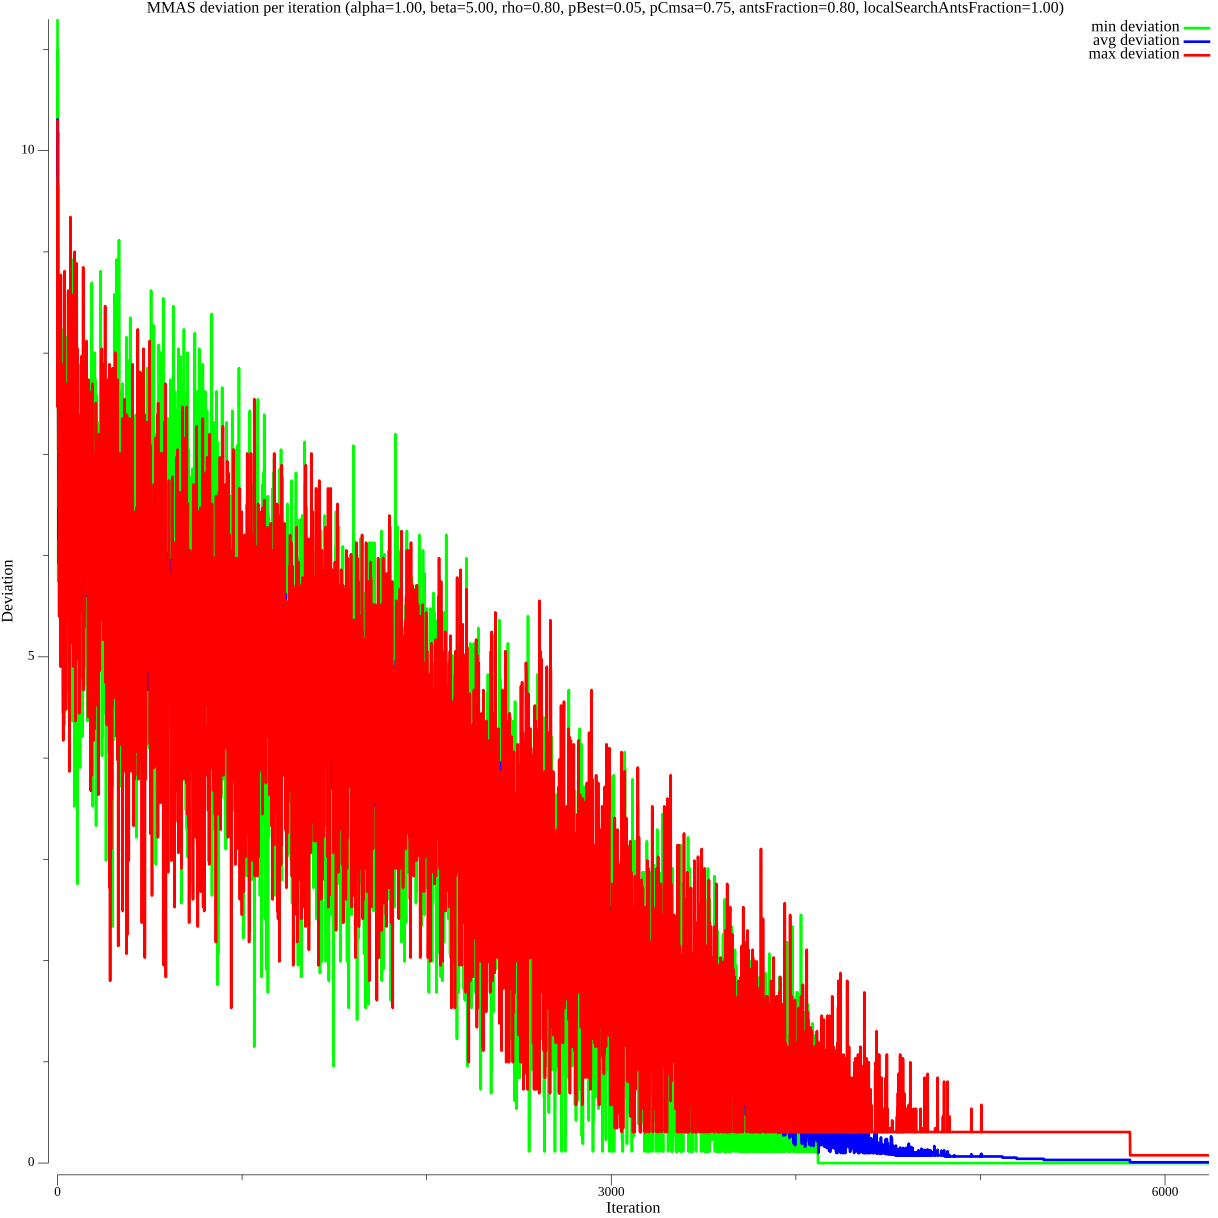 MMAS deviation per iteration (alpha=1.00, beta=5.00, rho=0.80, pBest=0.05, pCmsa=0.75, antsFraction=0.80, localSearchAntsFraction=1.00)
min deviation
avg deviation
max deviation
10
5
0
Deviation
0
3000
6000
Iteration